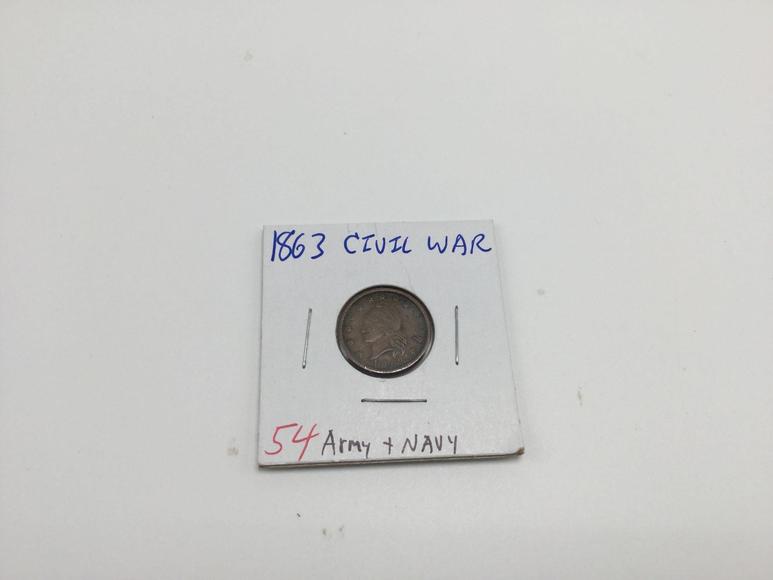 1863 CIVIL WAR
54 Army + NAVY